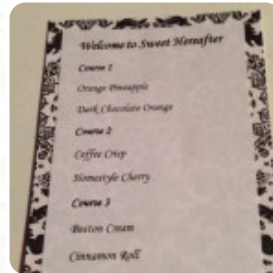 Welcome to Sweet Hereafter
Course 1
Orange Pineapple
Dark Chocolate Orange
Course 2
Coffee Crisp
Homestyle Cherry
Course 3
Boston Cream
Cinnamon Roll